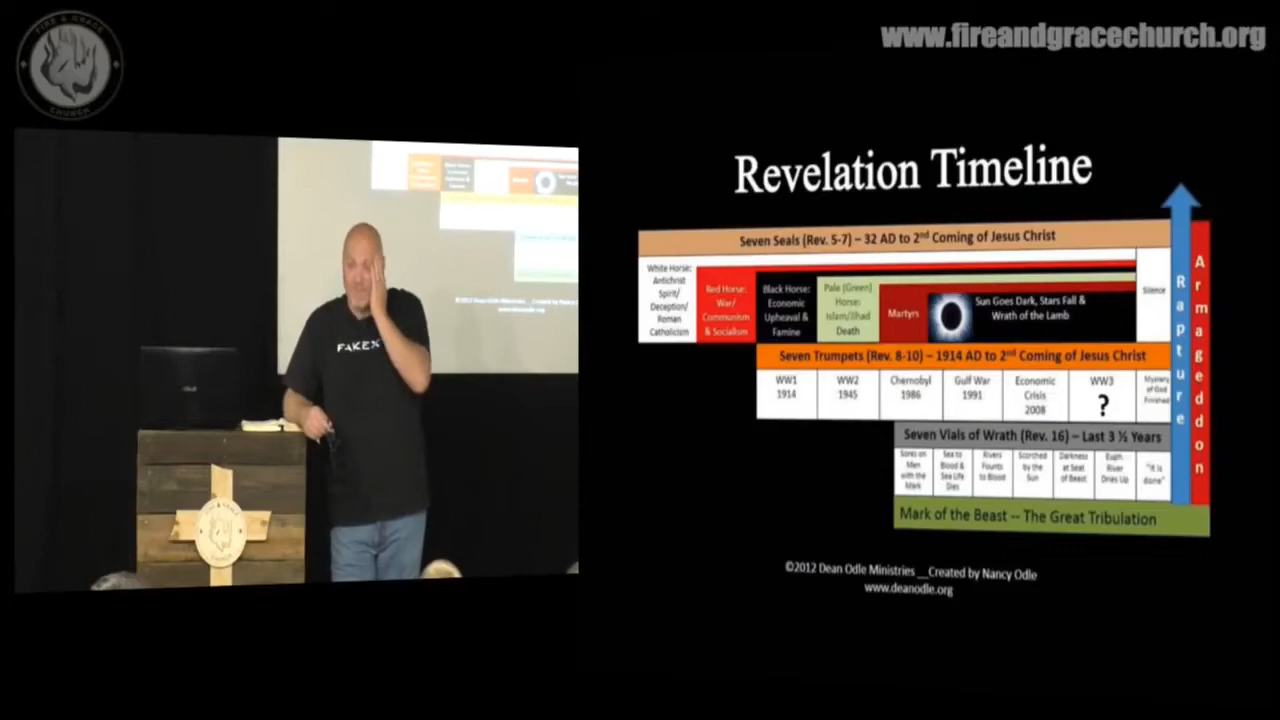 FIRE & GRACE
CHURCH
www.fireandgracechurch.org
FAKEX
Revelation Timeline
Seven Seals (Rev. 5-7) – 32 AD to 2nd Coming of Jesus Christ
White Horse:
Antichrist
Spirit/
Deception/
Roman
Catholicism
Red Horse:
War/
Communism
& Socialism
Black Horse:
Economic
Upheaval &
Famine
Pale (Green)
Horse:
Islam/Jihad
Death
Martyrs
Sun Goes Dark, Stars Fall &
Wrath of the Lamb
Silence
Seven Trumpets (Rev. 8-10) – 1914 AD to 2nd Coming of Jesus Christ
WW1
1914
WW2
1945
Chernobyl
1986
Gulf War
1991
Economic
Crisis
2008
WW3
?
Mystery
of God
Finished
Seven Vials of Wrath (Rev. 16) – Last 3 ½ Years
Sores on
Men
with the
Mark
Sea to
Blood &
Sea Life
Dies
Rivers
Founts
to Blood
Scorched
by the
Sun
Darkness
at Seat
of Beast
Euph.
River
Dries Up
"It is
done"
Mark of the Beast -- The Great Tribulation
Rapture
Armagedon
©2012 Dean Odle Ministries __Created by Nancy Odle
www.deanodle.org